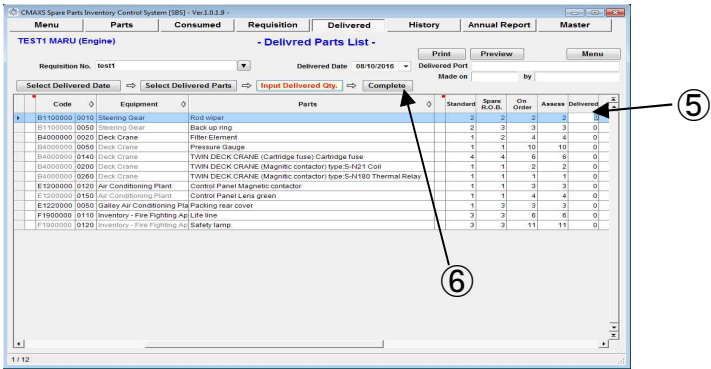 CMAXS Spare Parts Inventory Control System [SBS] - Ver.1.0.1.9 -
Menu Parts Consumed Requisition Delivered History Annual Report Master
TEST1 MARU (Engine) - Delivred Parts List -
Print Preview Menu
Requisition No. test1 Delivered Date 08/10/2016 Delivered Port
Made on by
Select Delivered Date ⇨ Select Delivered Parts ⇨ Input Delivered Qty. ⇨ Complete
Code ◇ Equipment ◇ Parts ◇ Standard Spare R.O.B. On Order Assess Delivered
B1100000 0010 Steering Gear Rod wiper 2 2 2 2
B1100000 0050 Steering Gear Back up ring 2 3 3 3 0
B4000000 0020 Deck Crane Filter Element 1 2 4 4 0
B4000000 0050 Deck Crane Pressure Gauge 1 1 10 10 0
B4000000 0140 Deck Crane TWIN DECK CRANE (Cartridge fuse) Cartridge fuse 4 4 6 6 0
B4000000 0200 Deck Crane TWIN DECK CRANE (Magnitic contactor) type:S-N21 Coil 1 1 2 2 0
B4000000 0260 Deck Crane TWIN DECK CRANE (Magnitic contactor) type:S-N180 Thermal Relay 1 1 1 1 0
E1200000 0120 Air Conditioning Plant Control Panel Magnetic contactor 1 1 3 3 0
E1200000 0150 Air Conditioning Plant Control Panel Lens green 1 1 4 4 0
E1220000 0050 Galley Air Conditioning Pla Packing rear cover 1 3 3 3 0
F1900000 0110 Inventory - Fire Fighting Ap Life line 3 3 6 6 0
F1900000 0120 Inventory - Fire Fighting Ap Safety lamp 3 3 11 11 0
⑤
⑥
1 / 12